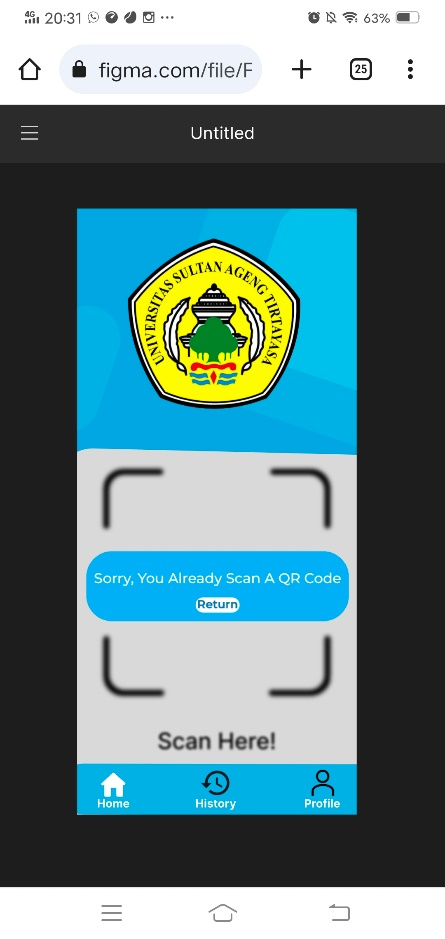 4G 20:31 63%
figma.com/file/F
25
Untitled
UNIVERSITAS SULTAN AGENG TIRTAYASA
Sorry, You Already Scan A QR Code
Return
Scan Here!
Home History Profile